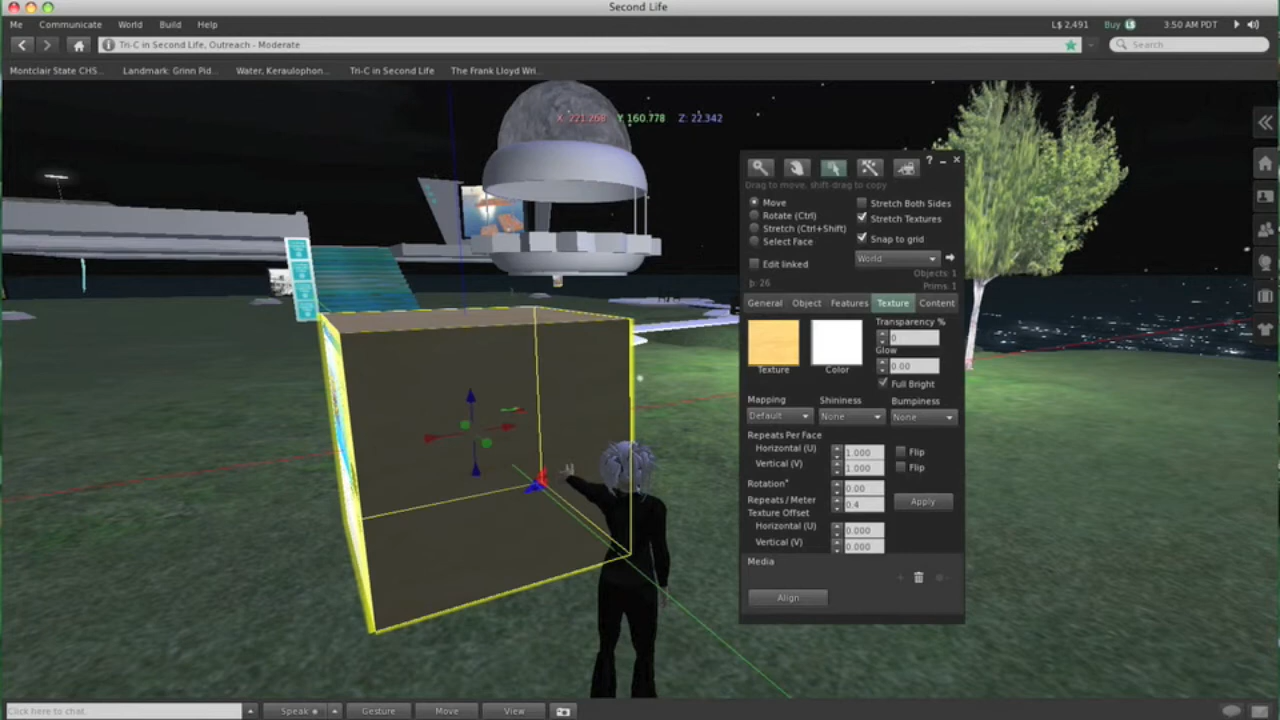 Second Life
Me Communicate World Build Help L$ 2,491 Buy L$ 3:50 AM PDT
Tri-C in Second Life, Outreach - Moderate Search
Montclair State CHS... Landmark: Grinn Pid... Water, Keraulophon... Tri-C in Second Life The Frank Lloyd Wri...
X: 221.268 Y: 160.778 Z: 22.342
Drag to move, shift-drag to copy
Move Stretch Both Sides
Rotate (Ctrl) Stretch Textures
Stretch (Ctrl+Shift)
Select Face Snap to grid
Edit linked World
Objects: 1
þ: 26 Prims: 1
General Object Features Texture Content
Transparency %
0
Glow
0.00
Texture Color
Full Bright
Mapping Shininess Bumpiness
Default None None
Repeats Per Face
Horizontal (U) 1.000 Flip
Vertical (V) 1.000 Flip
Rotation° 0.00
Repeats / Meter 0.4 Apply
Texture Offset
Horizontal (U) 0.000
Vertical (V) 0.000
Media
Align
Click here to chat. Speak Gesture Move View